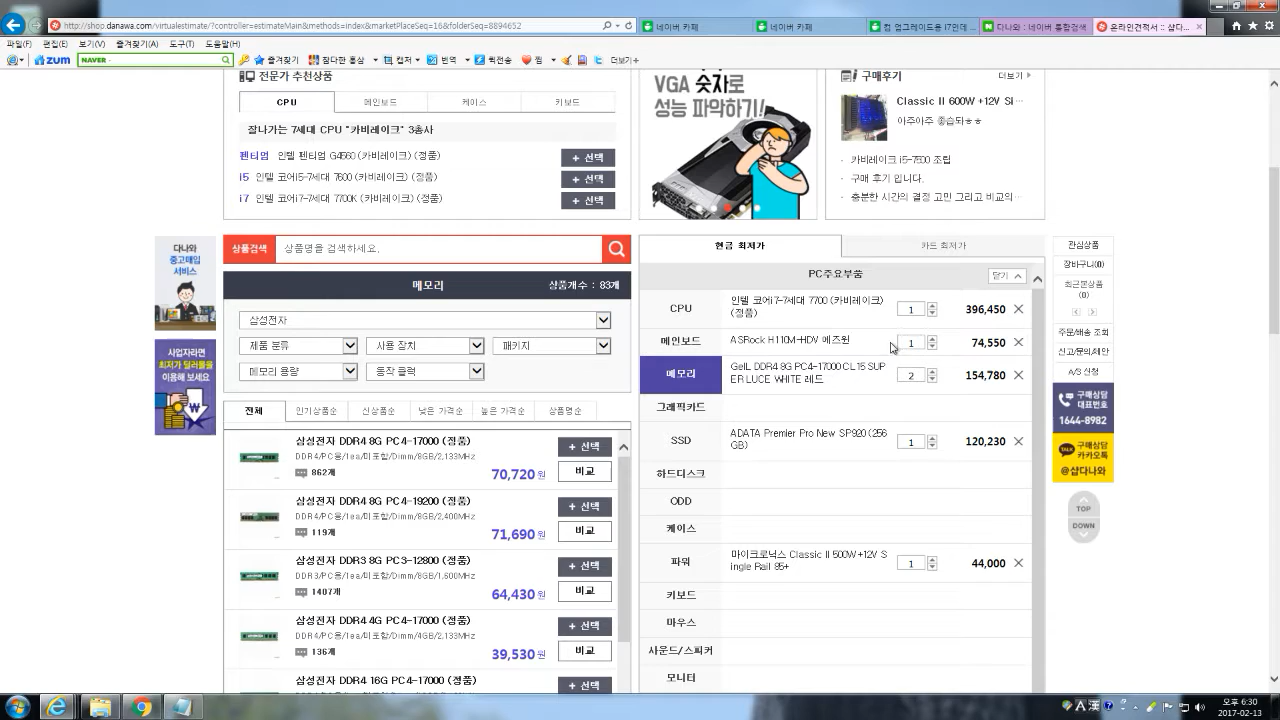 http://shop.danawa.com/virtualestimate/?controller=estimateMain&methods=index&marketPlaceSeq=16&folderSeq=8894652
네이버 카페
네이버 카페
컴 업그레이드용 i7인데 ...
다나와 : 네이버 통합검색
온라인견적서 :: 샵다...
파일(F) 편집(E) 보기(V) 즐겨찾기(A) 도구(T) 도움말(H)
zum
NAVER
참다한 홍삼
캡처
번역
퀵전송
찜
더보기+
전문가 추천상품
CPU 메인보드 케이스 키보드
잘나가는 7세대 CPU "카비레이크" 3총사
펜티엄 인텔 펜티엄 G4560 (카비레이크) (정품) + 선택
i5 인텔 코어i5-7세대 7600 (카비레이크) (정품) + 선택
i7 인텔 코어i7-7세대 7700K (카비레이크) (정품) + 선택
VGA 숫자로
성능 파악하기!
구매후기 더보기
Classic II 600W +12V Si ...
아주아주 좋습되ㅎㅎ
· 카비레이크 i5-7600 조립
· 구매 후기 입니다.
· 충분한 시간의 결정 고민 그리고 비교의...
다나와
중고매입
서비스
사업자라면
최저가 딜러몰을
이용해 보세요
상품검색 상품명을 검색하세요.
메모리 상품개수 : 83개
삼성전자
제품 분류 사용 장치 패키지
메모리 용량 동작 클럭
전체 인기상품순 신상품순 낮은 가격순 높은 가격순 상품명순
삼성전자 DDR4 8G PC4-17000 (정품) + 선택
DDR4/PC용/1ea/미포함/Dimm/8GB/2,133MHz
862개 70,720 원 비교
삼성전자 DDR4 8G PC4-19200 (정품) + 선택
DDR4/PC용/1ea/미포함/Dimm/8GB/2,400MHz
119개 71,690 원 비교
삼성전자 DDR3 8G PC3-12800 (정품) + 선택
DDR3/PC용/1ea/미포함/Dimm/8GB/1,600MHz
1407개 64,430 원 비교
삼성전자 DDR4 4G PC4-17000 (정품) + 선택
DDR4/PC용/1ea/미포함/Dimm/4GB/2,133MHz
136개 39,530 원 비교
삼성전자 DDR4 16G PC4-17000 (정품) + 선택
현금 최저가 카드 최저가
PC주요부품 닫기
CPU 인텔 코어i7-7세대 7700 (카비레이크) (정품) 1 396,450
메인보드 ASRock H110M-HDV 에즈윈 1 74,550
메모리 GeIL DDR4 8G PC4-17000 CL15 SUPER LUCE WHITE 레드 2 154,780
그래픽카드
SSD ADATA Premier Pro New SP920 (256GB) 1 120,230
하드디스크
ODD
케이스
파워 마이크로닉스 Classic II 500W +12V Single Rail 85+ 1 44,000
키보드
마우스
사운드/스피커
모니터
관심상품
장바구니(0)
최근본상품
(0)
주문/배송 조회
신고/문의/제안
A/S 신청
구매상담
대표번호
1644-8982
TALK
구매상담
카카오톡
@샵다나와
TOP
DOWN
A 漢
오후 6:30
2017-02-13